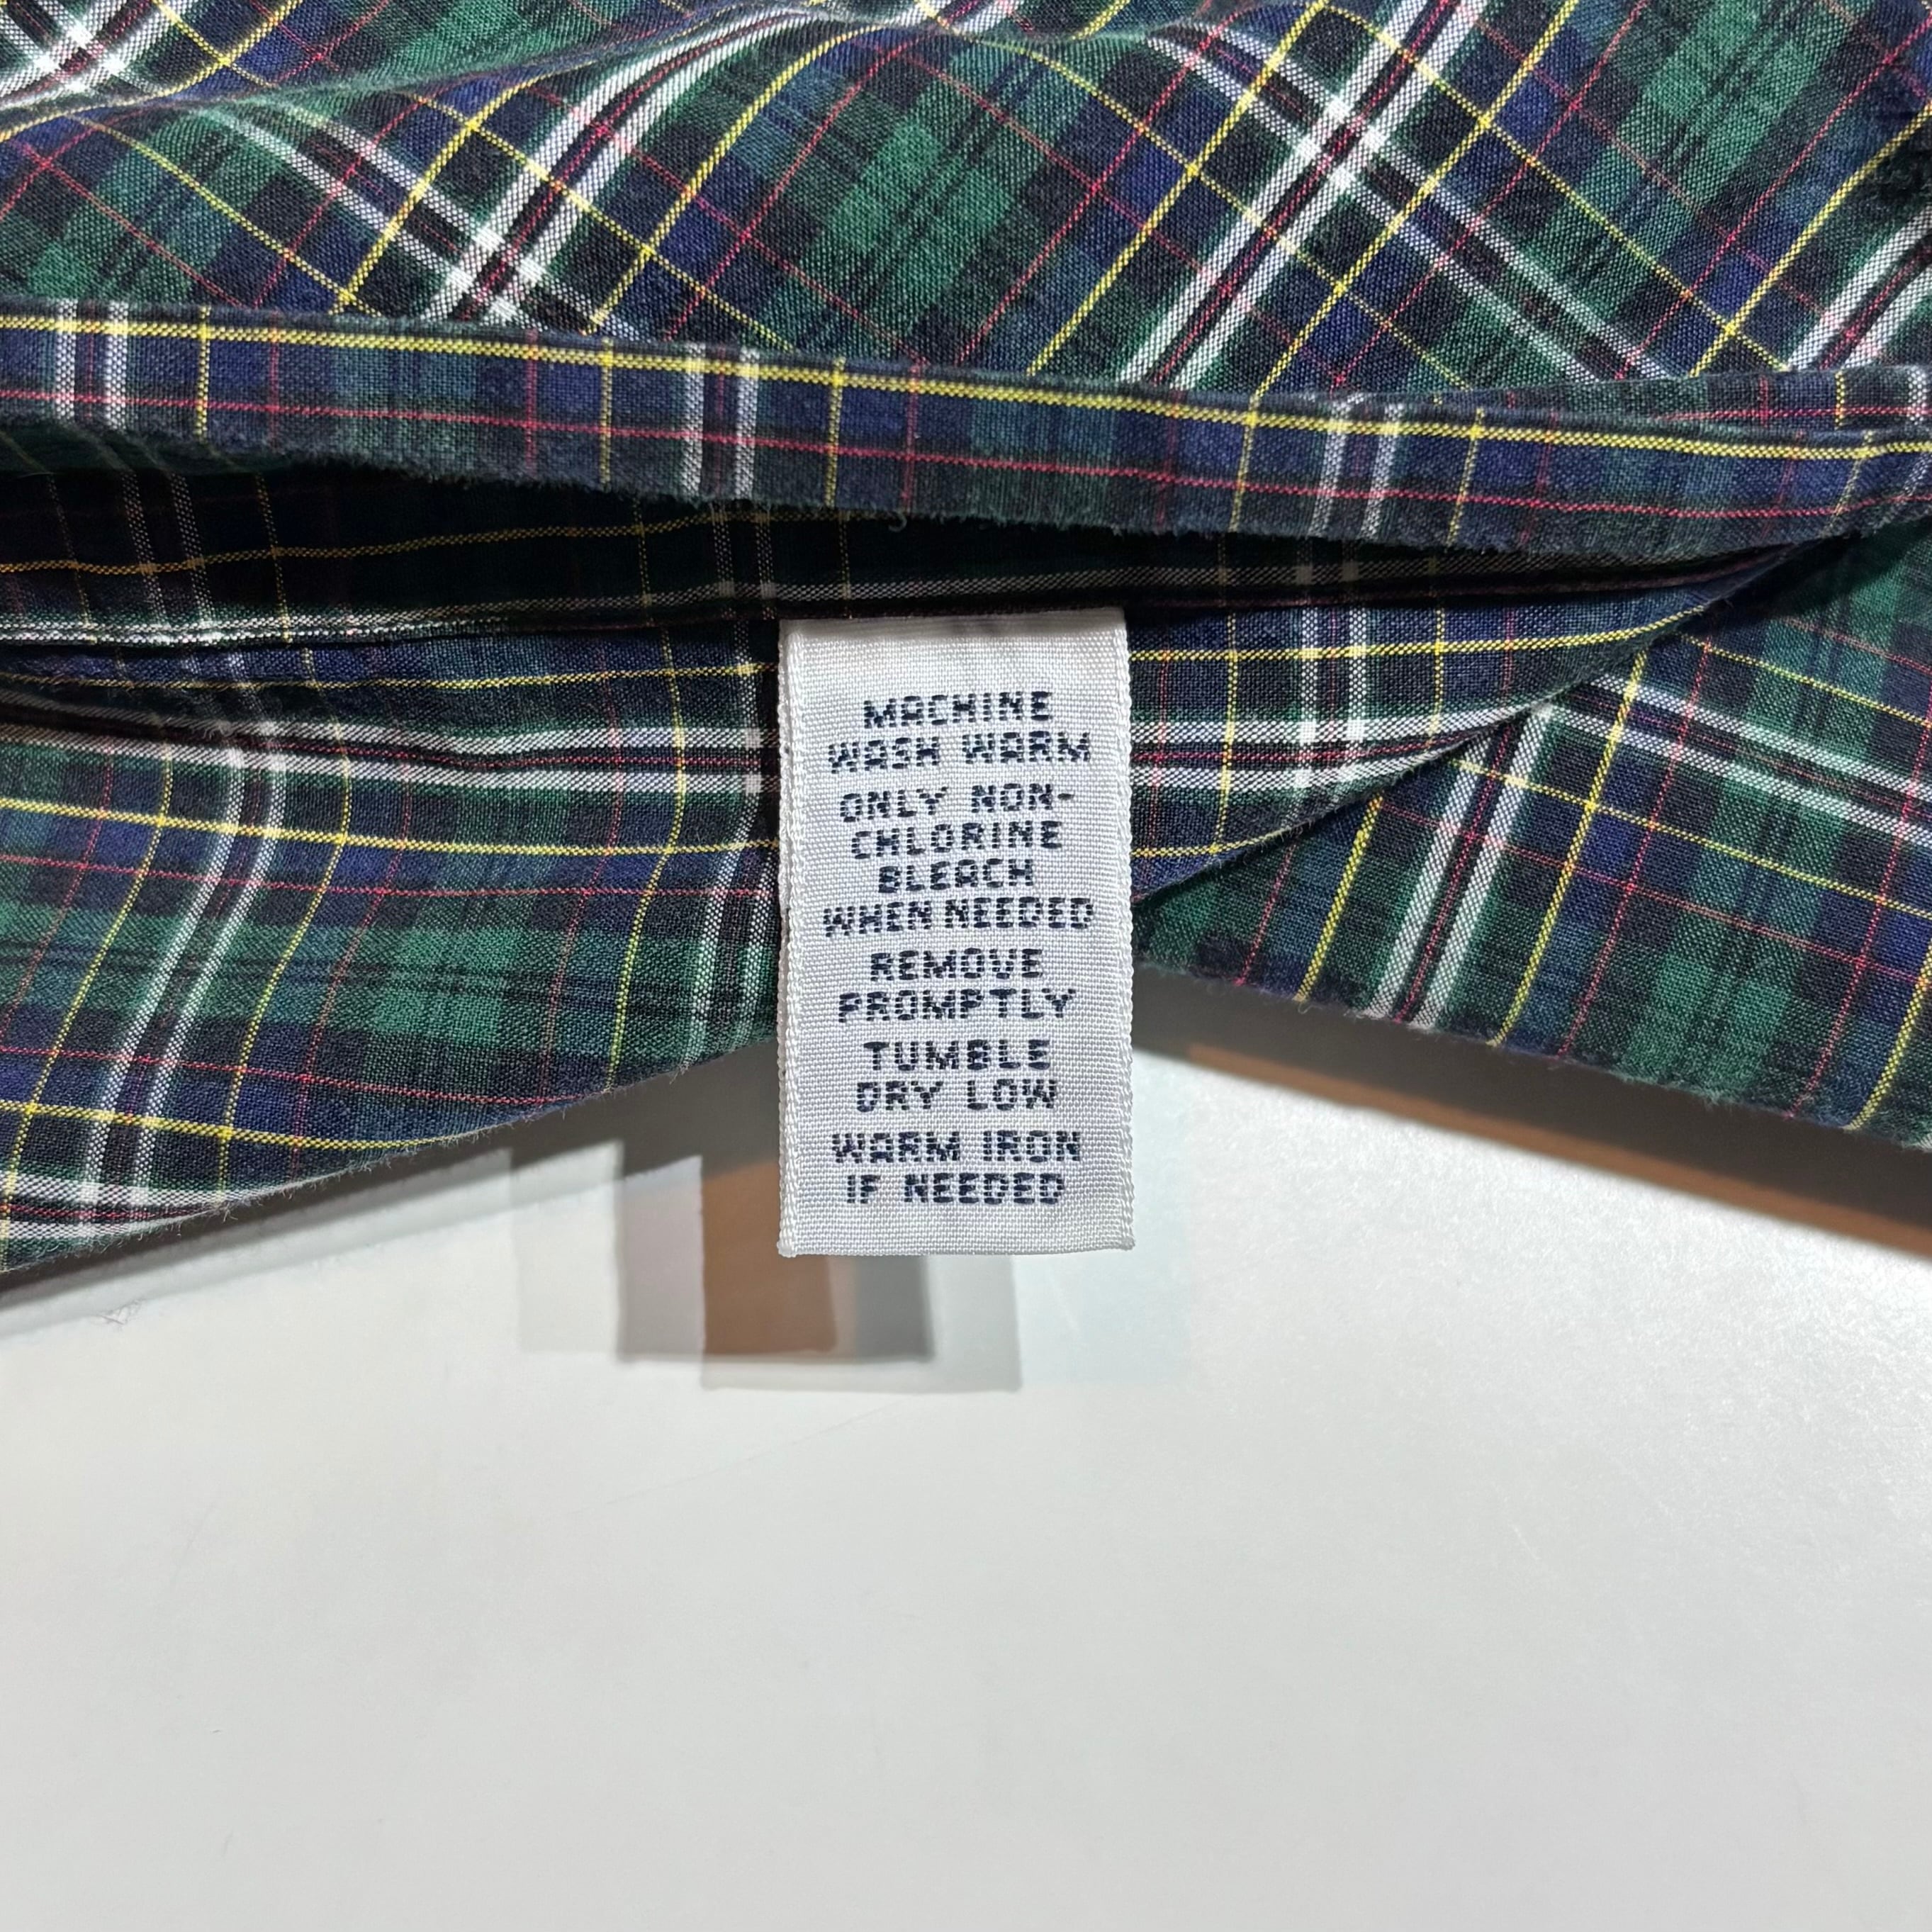 MACHINE
WASH WARM
ONLY NON-
CHLORINE
BLEACH
WHEN NEEDED
REMOVE
PROMPTLY
TUMBLE
DRY LOW
WARM IRON
IF NEEDED